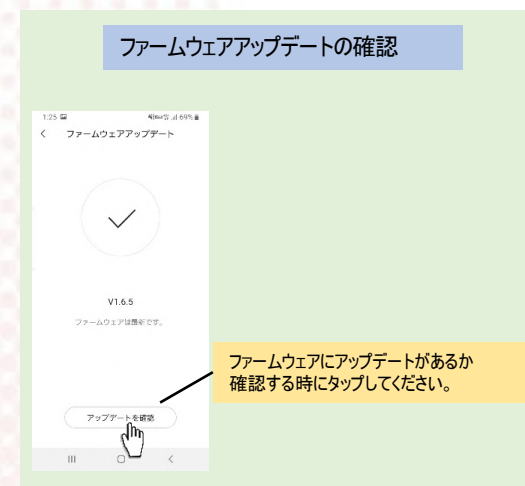 ファームウェアアップデートの確認
1:25
69%
ファームウェアアップデート
V1.6.5
ファームウェアは最新です。
ファームウェアにアップデートがあるか
確認する時にタップしてください。
アップデートを確認